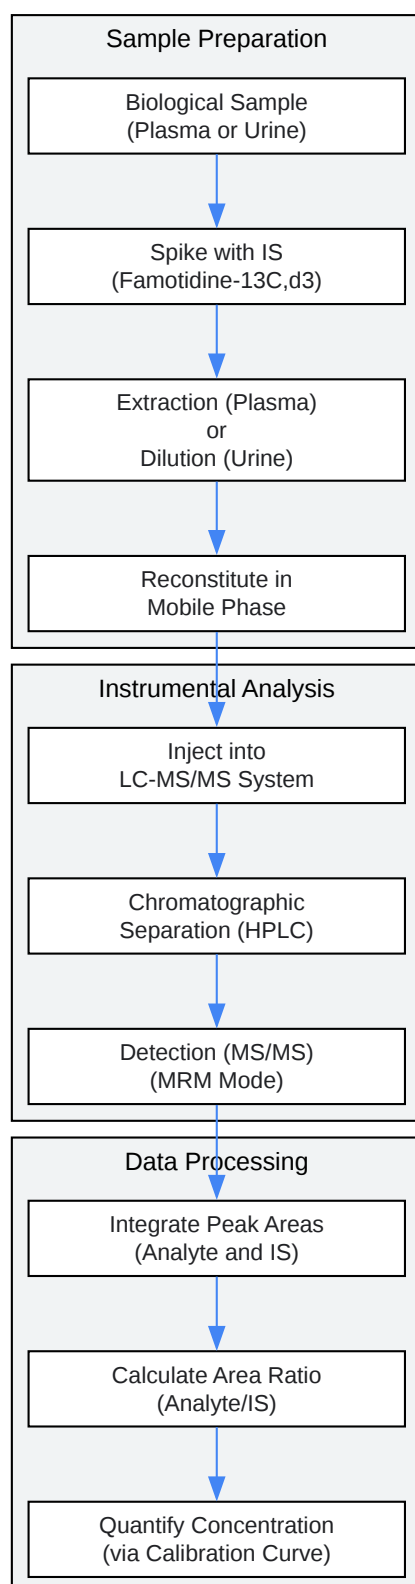 Sample Preparation
Biological Sample
(Plasma or Urine)
Spike with IS
(Famotidine-13C,d3)
Extraction (Plasma)
or
Dilution (Urine)
Reconstitute in
Mobile Phase
Instrumental Analysis
Inject into
LC-MS/MS System
Chromatographic
Separation (HPLC)
Detection (MS/MS)
(MRM Mode)
Data Processing
Integrate Peak Areas
(Analyte and IS)
Calculate Area Ratio
(Analyte/IS)
Quantify Concentration
(via Calibration Curve)